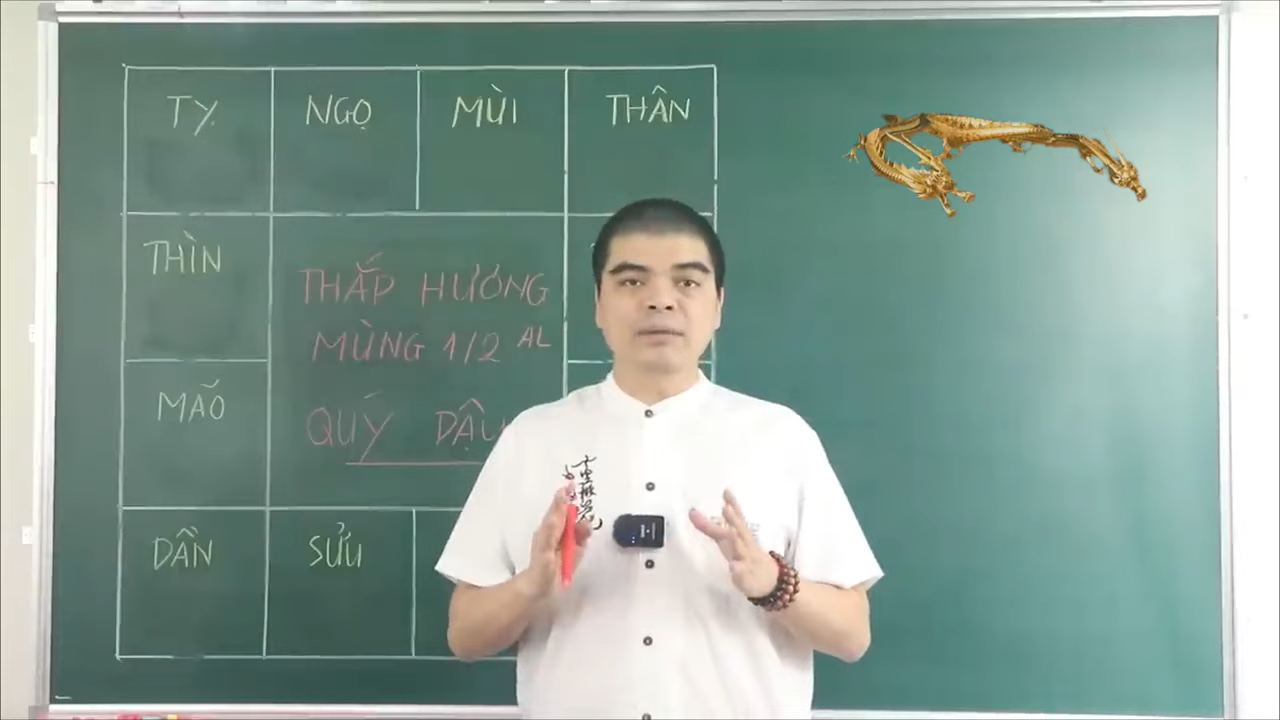 TỴ NGỌ MÙI THÂN
THÌN
THẮP HƯƠNG
MÙNG 1/2 AL
MÃO
QUÝ DẬU
DẦN SỬU